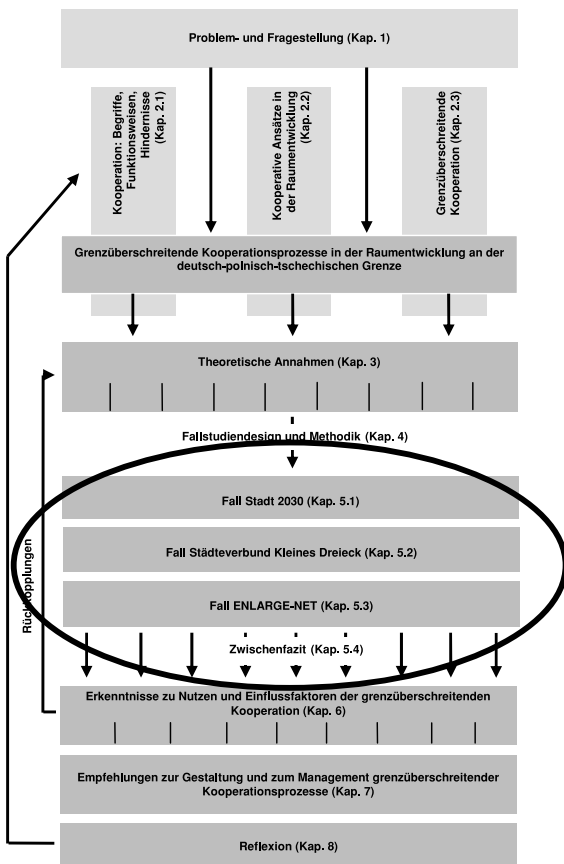 Problem- und Fragestellung (Kap. 1)
Kooperation: Begriffe,
Funktionsweisen,
Hindernisse
(Kap. 2.1)
Kooperative Ansätze in
der Raumentwicklung
(Kap. 2.2)
Grenzüberschreitende
Kooperation (Kap. 2.3)
Grenzüberschreitende Kooperationsprozesse in der Raumentwicklung an der
deutsch-polnisch-tschechischen Grenze
Theoretische Annahmen (Kap. 3)
Fallstudiendesign und Methodik (Kap. 4)
Fall Stadt 2030 (Kap. 5.1)
Fall Städteverbund Kleines Dreieck (Kap. 5.2)
Fall ENLARGE-NET (Kap. 5.3)
Zwischenfazit (Kap. 5.4)
Rückkopplungen
Erkenntnisse zu Nutzen und Einflussfaktoren der grenzüberschreitenden
Kooperation (Kap. 6)
Empfehlungen zur Gestaltung und zum Management grenzüberschreitender
Kooperationsprozesse (Kap. 7)
Reflexion (Kap. 8)